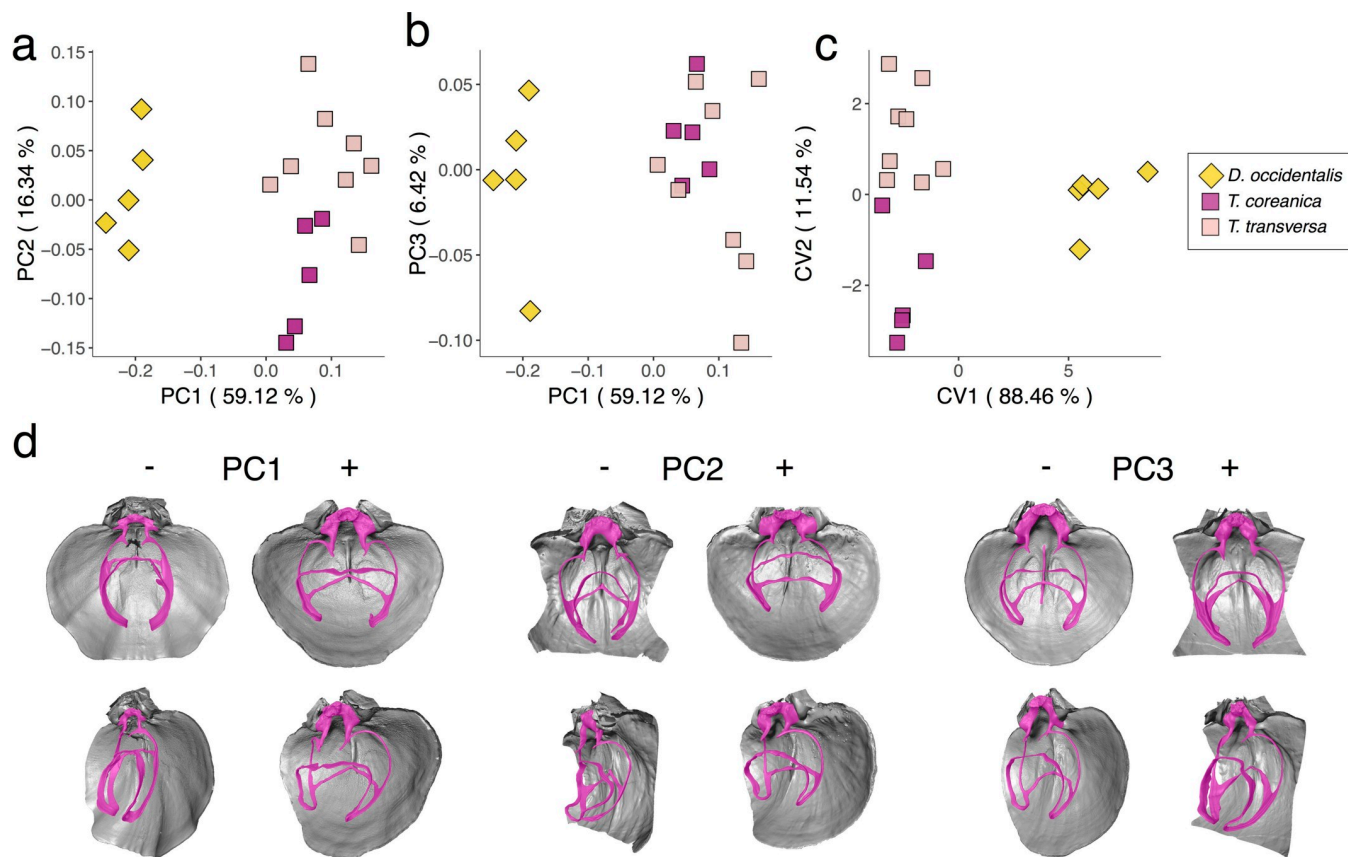 a
0.15
0.10
0.05
0.00
−0.05
−0.10
−0.15
PC2 ( 16.34 % )
−0.2
−0.1
0.0
0.1
PC1 ( 59.12 % )
b
0.05
0.00
−0.05
−0.10
PC3 ( 6.42 % )
−0.2
−0.1
0.0
0.1
PC1 ( 59.12 % )
c
2
0
−2
CV2 ( 11.54 % )
0
5
CV1 ( 88.46 % )
D. occidentalis
T. coreanica
T. transversa
d
- PC1 +
- PC2 +
- PC3 +